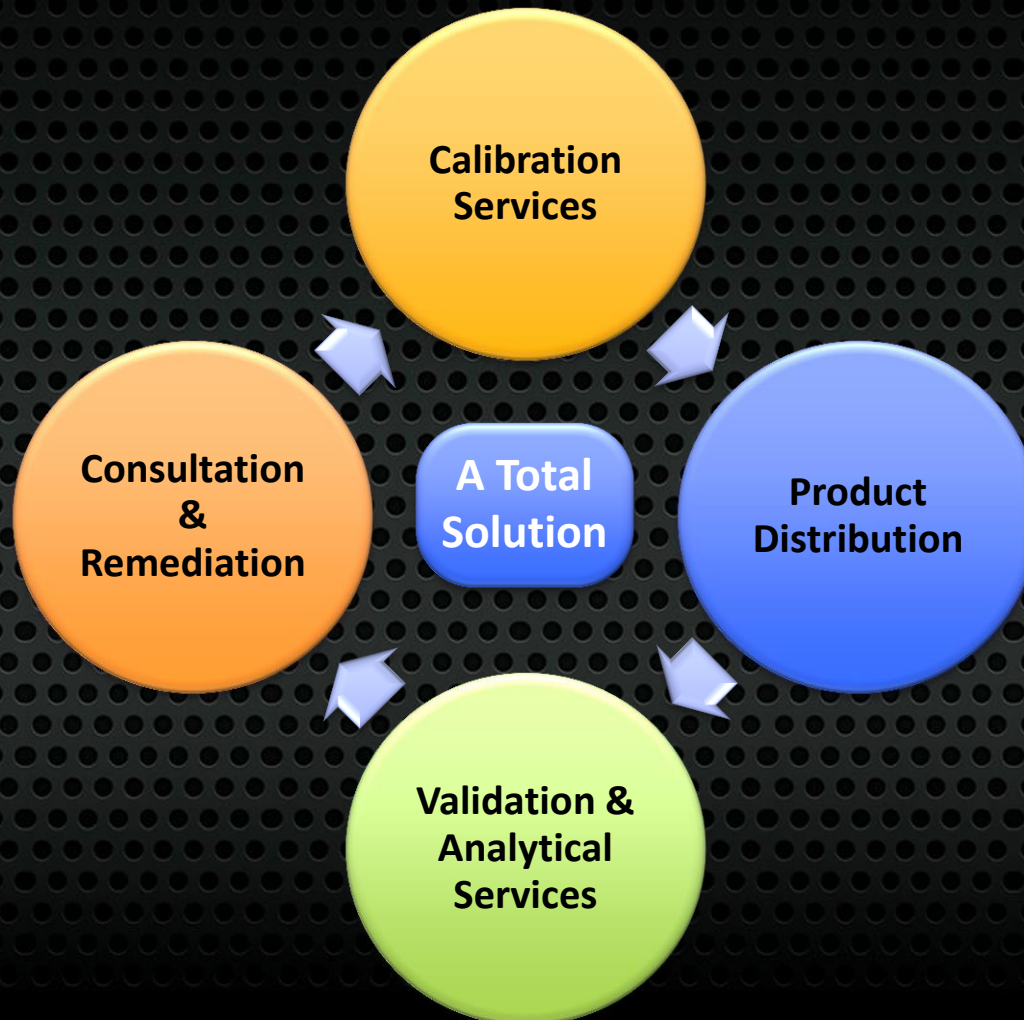 Calibration
Services
Consultation
&
Remediation
A Total
Solution
Product
Distribution
Validation &
Analytical
Services